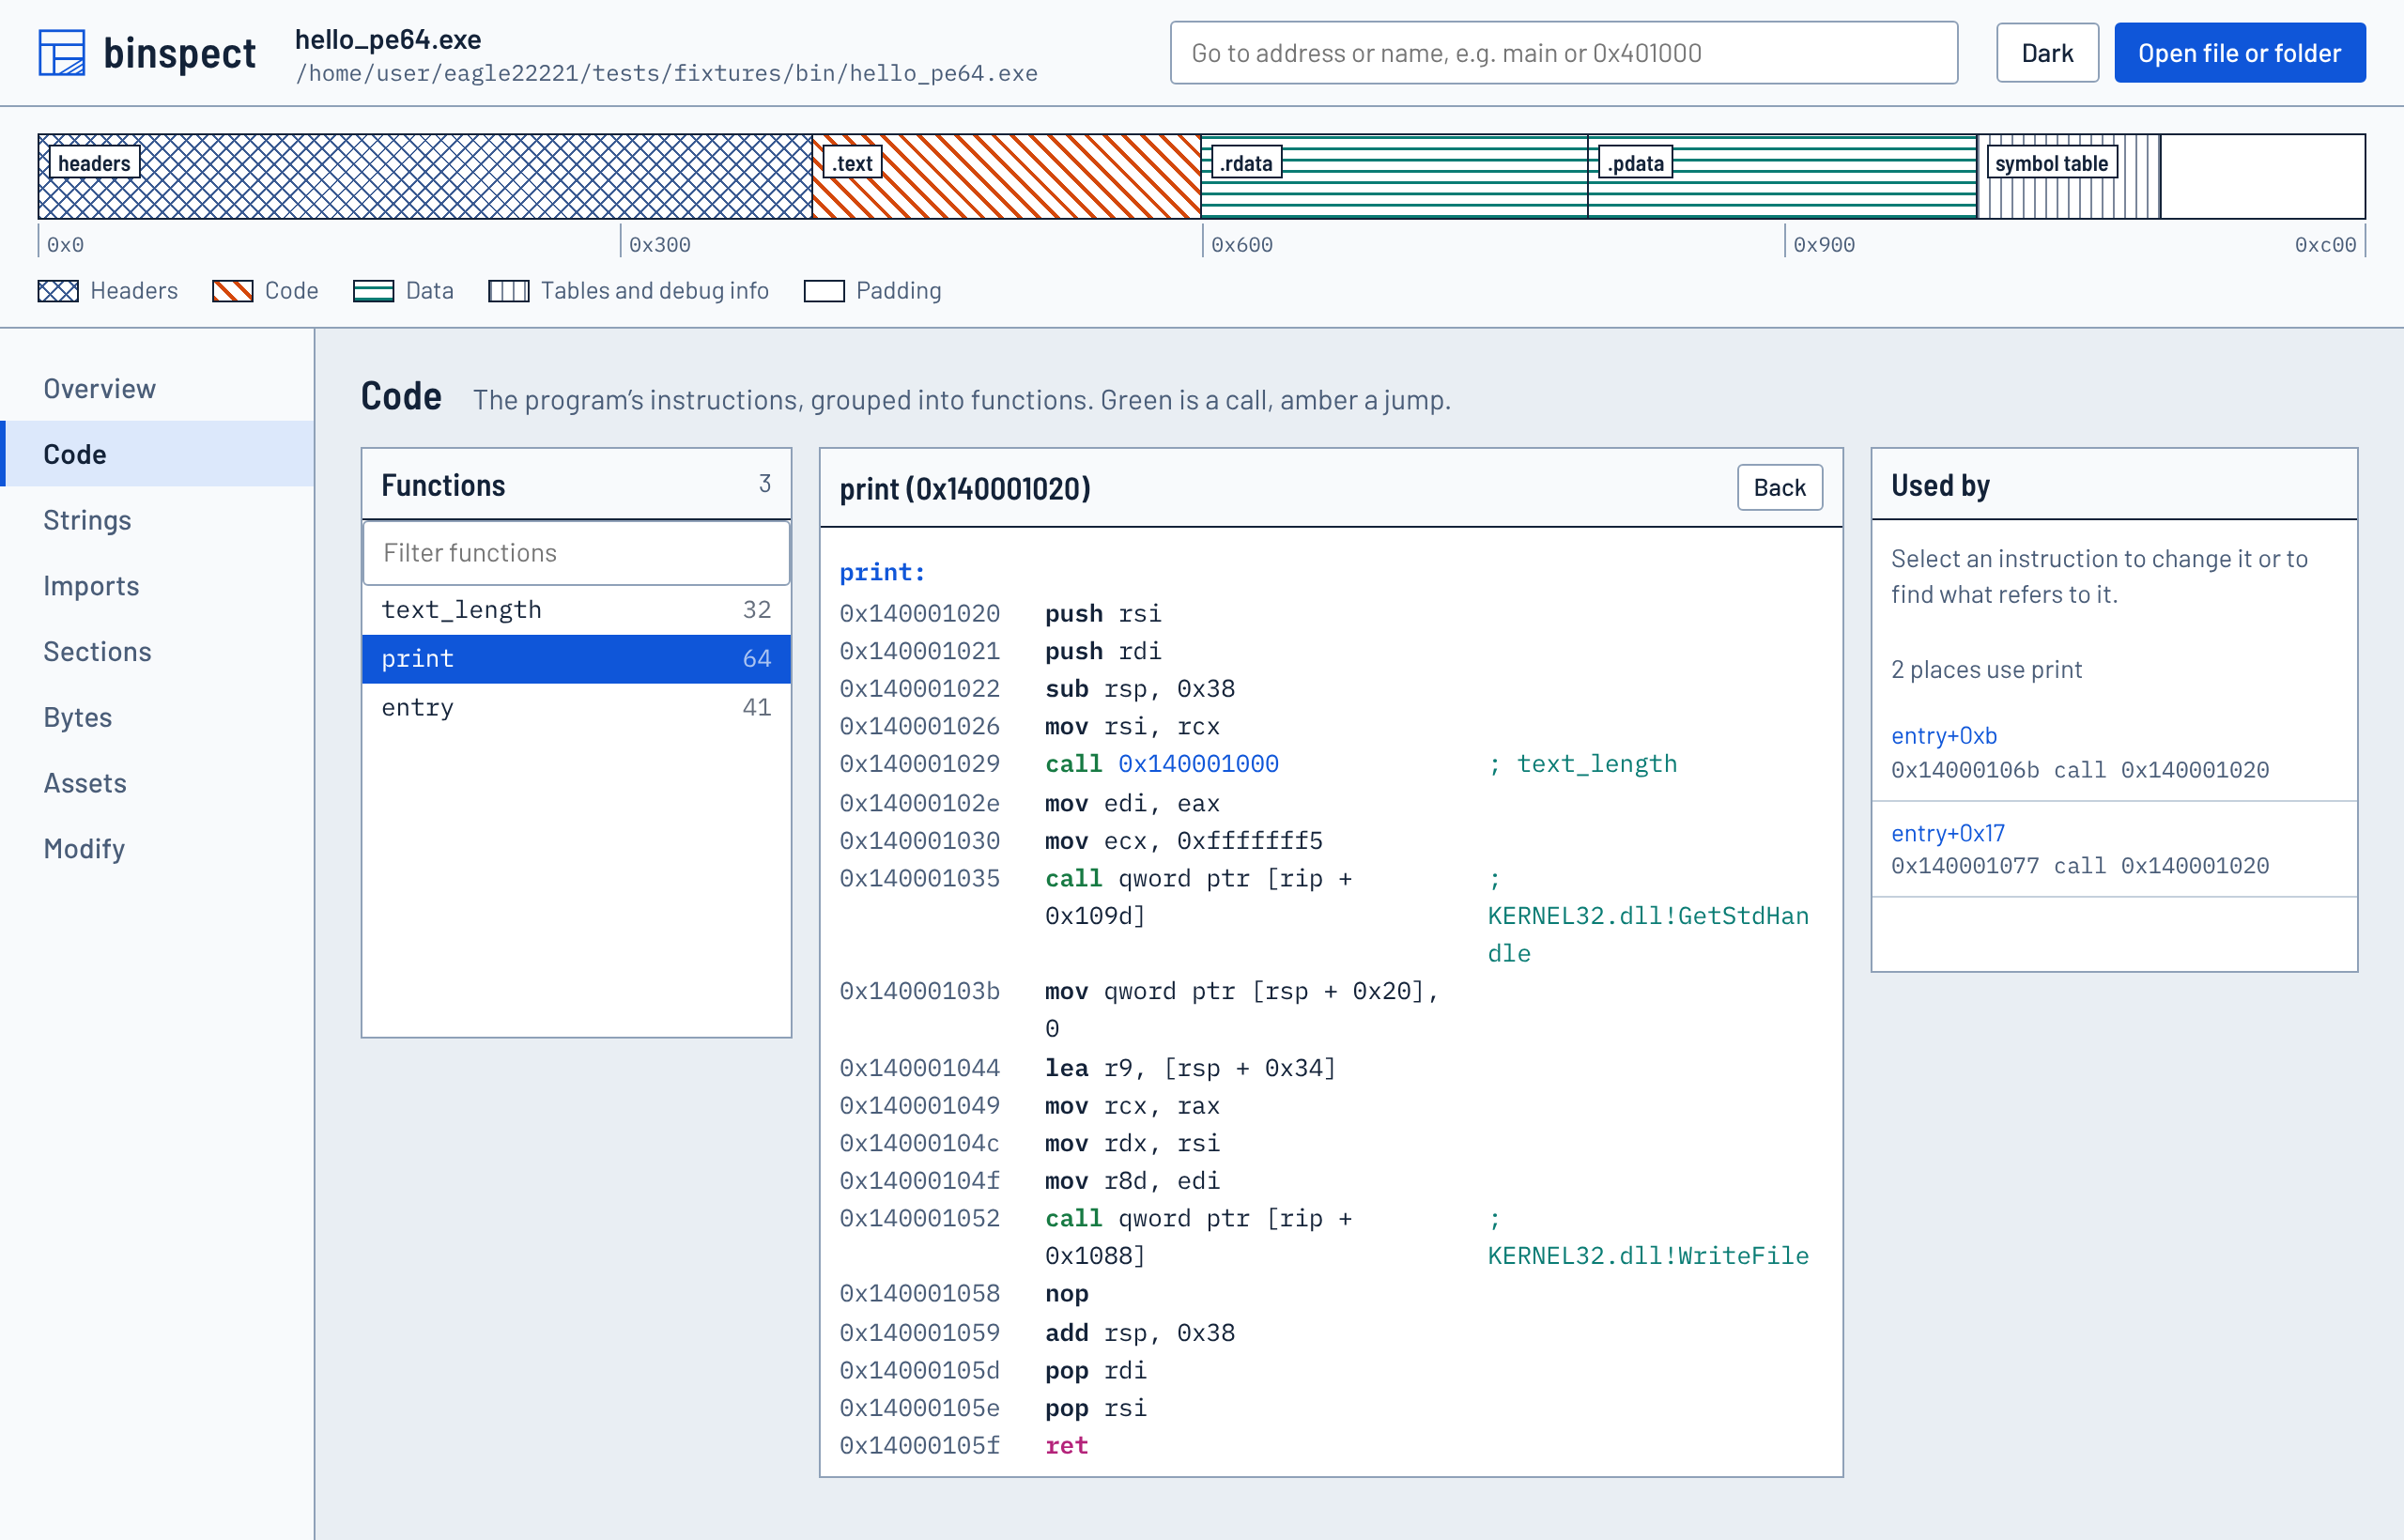 binspect
hello_pe64.exe
/home/user/eagle22221/tests/fixtures/bin/hello_pe64.exe
Go to address or name, e.g. main or 0x401000
Dark
Open file or folder
headers
.text
.rdata
.pdata
symbol table
0x0
0x300
0x600
0x900
0xc00
Headers
Code
Data
Tables and debug info
Padding
Overview
Code
Strings
Imports
Sections
Bytes
Assets
Modify
Code
The program’s instructions, grouped into functions. Green is a call, amber a jump.
Functions 3
Filter functions
text_length 32
print 64
entry 41
print (0x140001020)
Back
print:
0x140001020 push rsi
0x140001021 push rdi
0x140001022 sub rsp, 0x38
0x140001026 mov rsi, rcx
0x140001029 call 0x140001000 ; text_length
0x14000102e mov edi, eax
0x140001030 mov ecx, 0xfffffff5
0x140001035 call qword ptr [rip + ;
0x109d] KERNEL32.dll!GetStdHan
dle
0x14000103b mov qword ptr [rsp + 0x20],
0
0x140001044 lea r9, [rsp + 0x34]
0x140001049 mov rcx, rax
0x14000104c mov rdx, rsi
0x14000104f mov r8d, edi
0x140001052 call qword ptr [rip + ;
0x1088] KERNEL32.dll!WriteFile
0x140001058 nop
0x140001059 add rsp, 0x38
0x14000105d pop rdi
0x14000105e pop rsi
0x14000105f ret
Used by
Select an instruction to change it or to
find what refers to it.
2 places use print
entry+0xb
0x14000106b call 0x140001020
entry+0x17
0x140001077 call 0x140001020